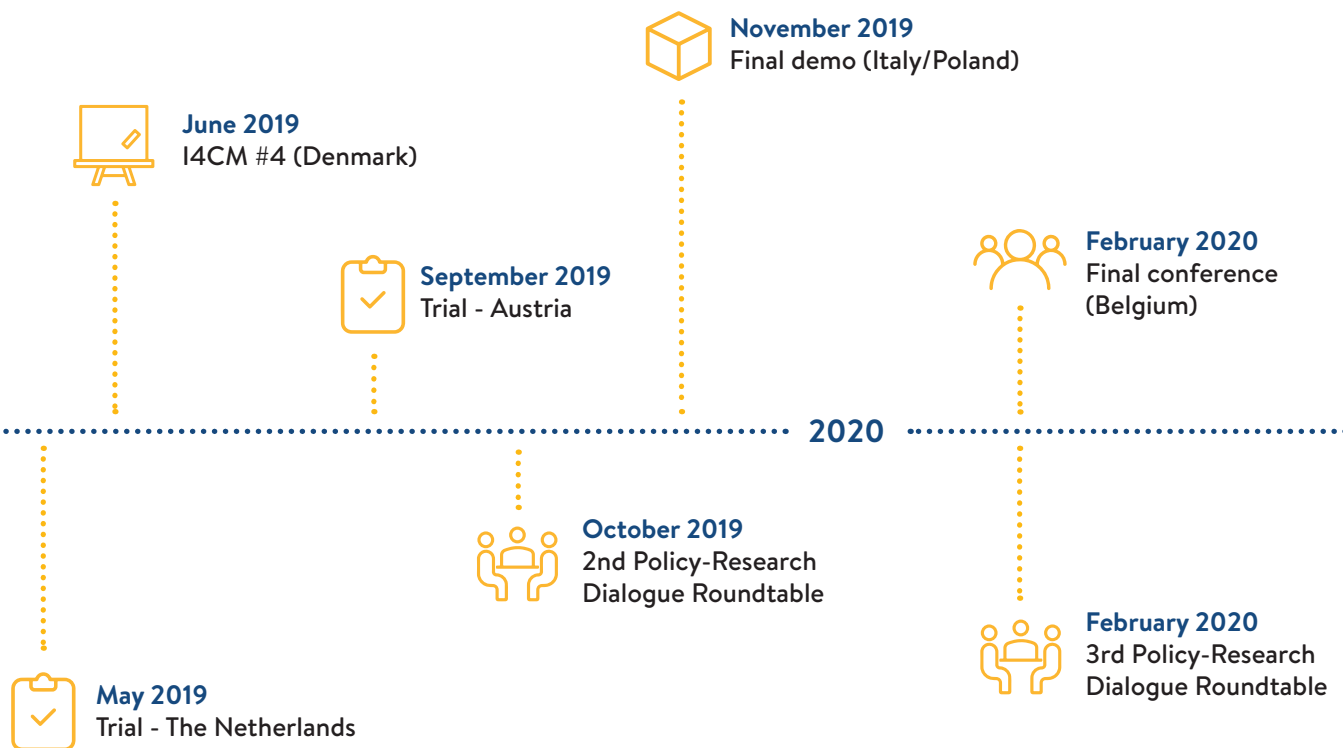 November 2019
Final demo (Italy/Poland)
June 2019
I4CM #4 (Denmark)
September 2019
Trial - Austria
February 2020
Final conference
(Belgium)
2020
October 2019
2nd Policy-Research
Dialogue Roundtable
February 2020
3rd Policy-Research
Dialogue Roundtable
May 2019
Trial - The Netherlands